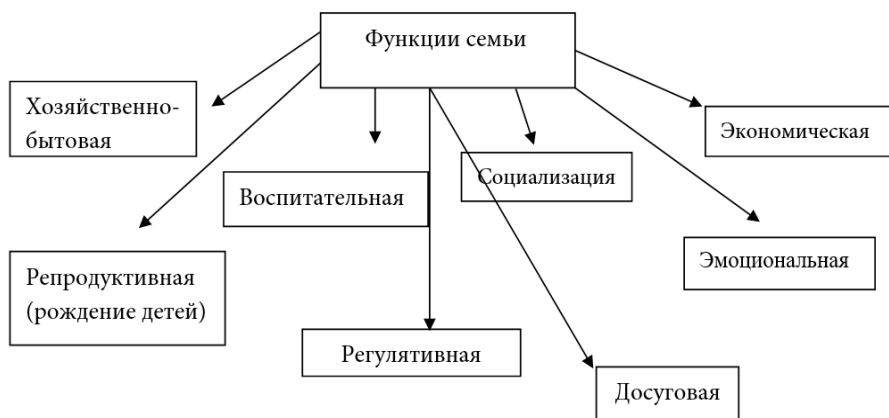 Функции семьи
Хозяйственно-
бытовая
Экономическая
Социализация
Воспитательная
Эмоциональная
Репродуктивная
(рождение детей)
Регулятивная
Досуговая